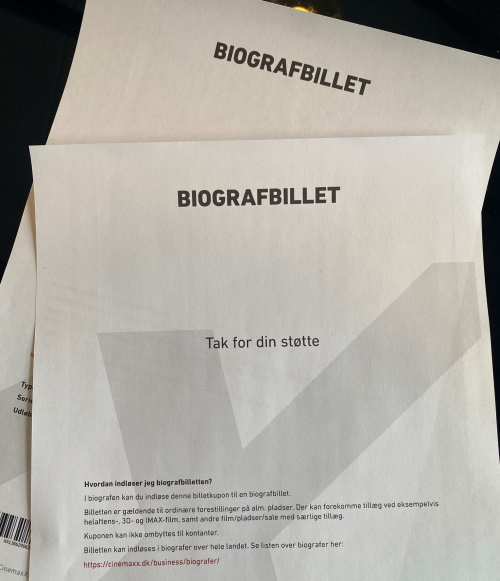 BIOGRAFBILLET
BIOGRAFBILLET
Tak for din støtte
Hvordan indløser jeg biografbilletten?
I biografen kan du indløse denne billetkupon til en biografbillet.
Billetten er gældende til ordinære forestillinger på alm. pladser. Der kan forekomme tillæg ved eksempelvis
helaftens-, 3D- og IMAX-film, samt andre film/pladser/sale med særlige tillæg.
Kuponen kan ikke ombyttes til kontanter.
Billetten kan indløses i biografer over hele landet. Se listen over biografer her:
https://cinemaxx.dk/business/biografer/
Typ
Seri
Udløb
Cinemax